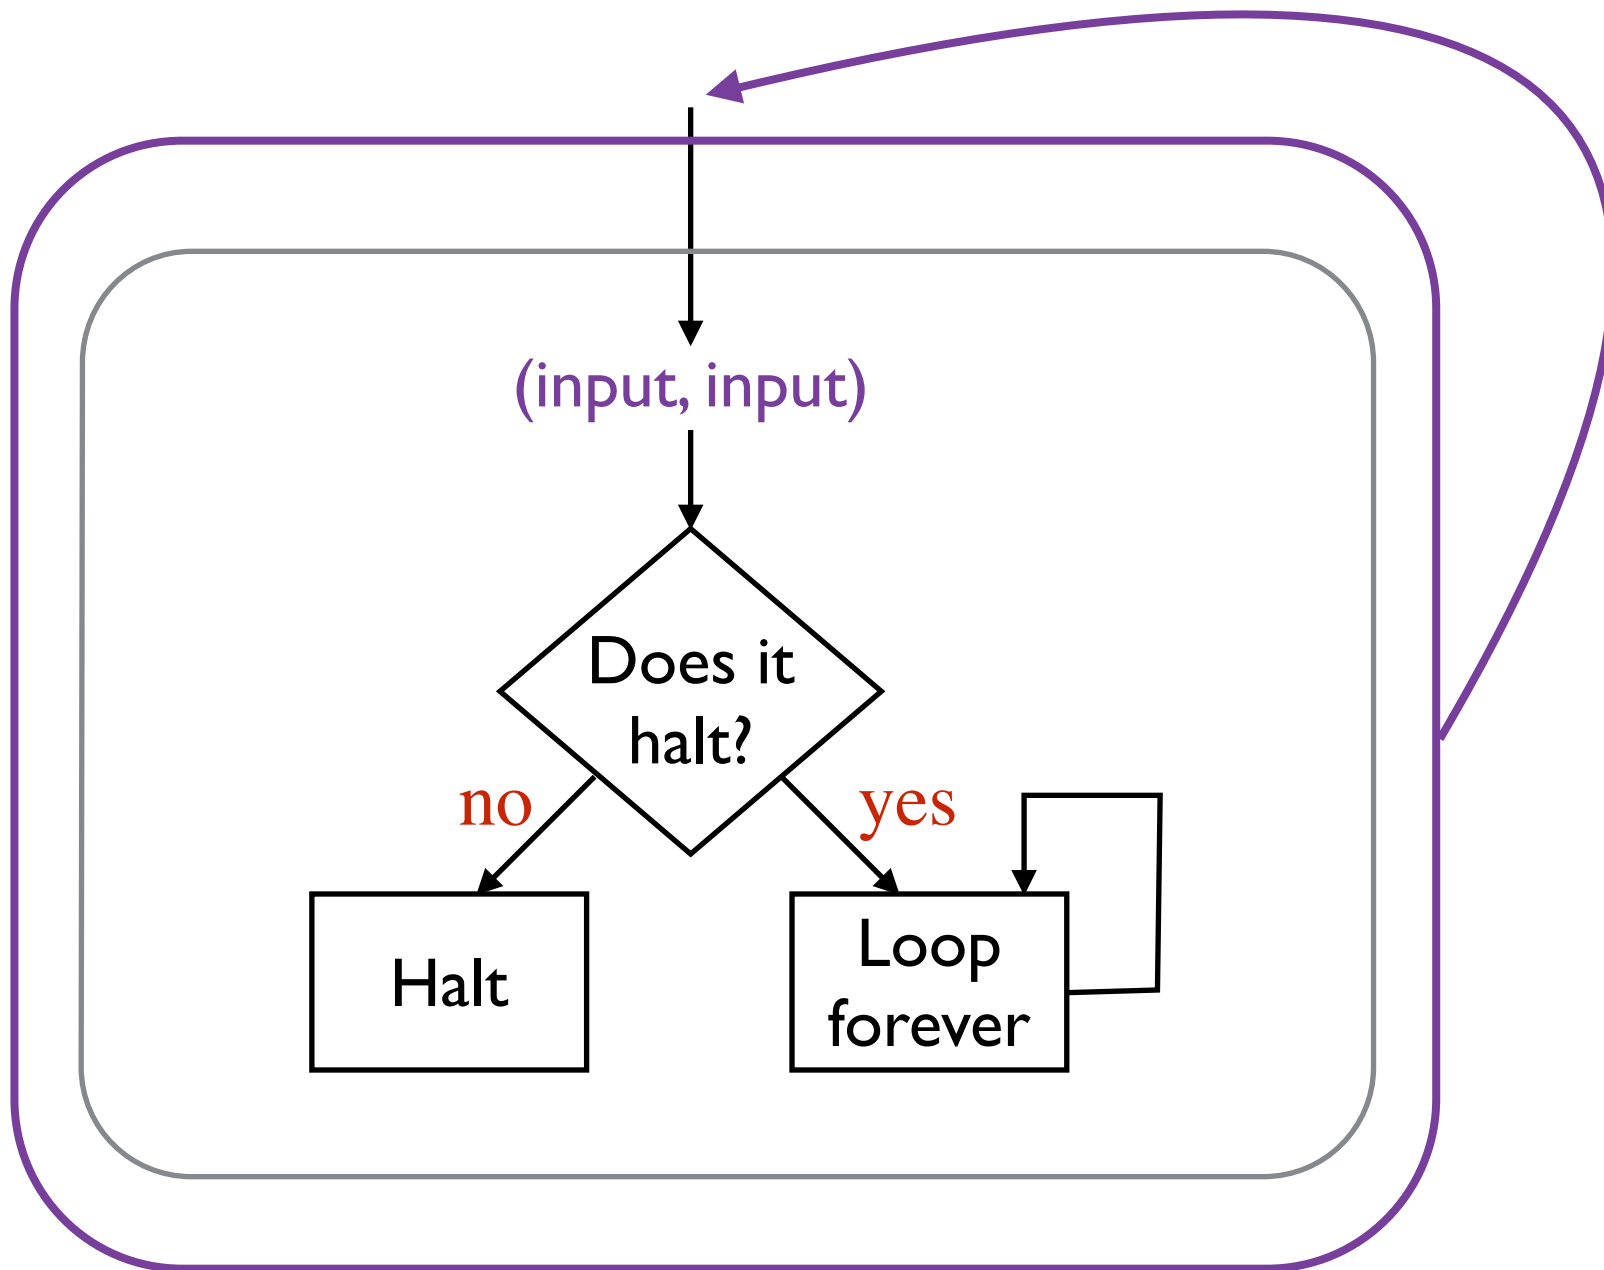 (input, input)
Does it
halt?
no
yes
Halt
Loop
forever